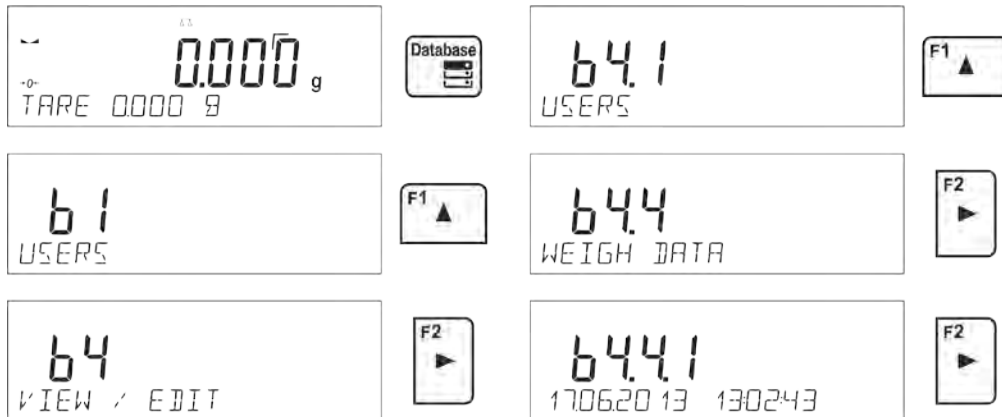 0.000 g
→0←
TARE 0.000 g
Database
b1
USERS
F1
b4
VIEW / EDIT
F2
b4.1
USERS
F1
b4.4
WEIGH DATA
F2
b4.4.1
17.06.2013 13:02:43
F2